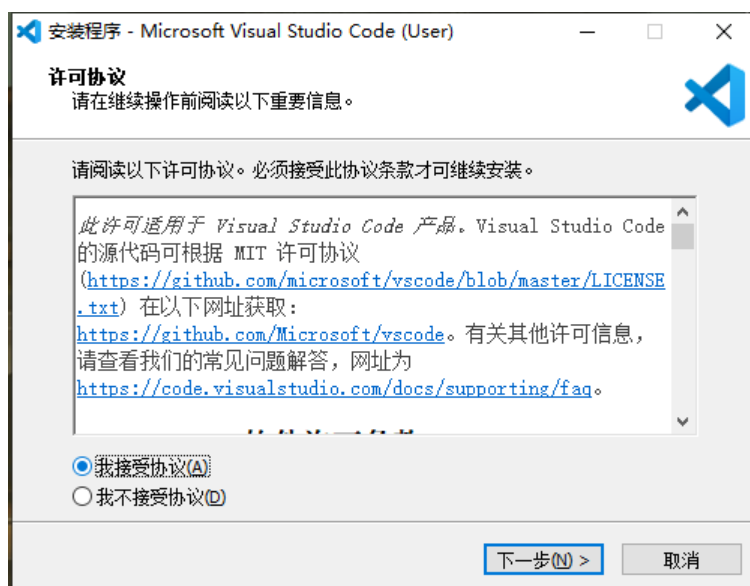 安装程序 - Microsoft Visual Studio Code (User)
许可协议
请在继续操作前阅读以下重要信息。
请阅读以下许可协议。必须接受此协议条款才可继续安装。
此许可适用于 Visual Studio Code 产品。Visual Studio Code
的源代码可根据 MIT 许可协议
(https://github.com/microsoft/vscode/blob/master/LICENSE
.txt) 在以下网址获取:
https://github.com/Microsoft/vscode。有关其他许可信息，
请查看我们的常见问题解答，网址为
https://code.visualstudio.com/docs/supporting/faq。
我接受协议(A)
我不接受协议(D)
下一步(N) >
取消